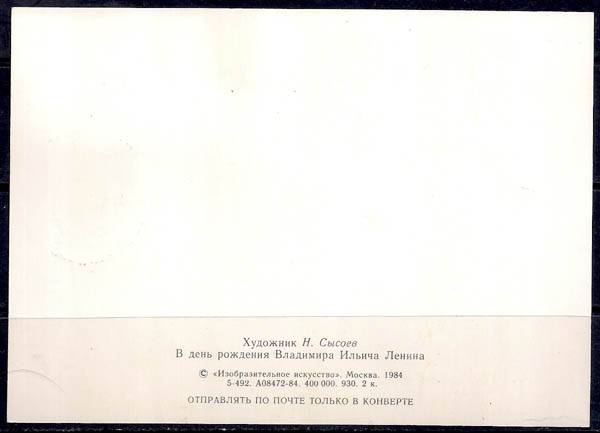 Художник Н. Сысоев
В день рождения Владимира Ильича Ленина
© «Изобразительное искусство». Москва. 1984
5-492. А08472-84. 400 000. 930. 2 к.
ОТПРАВЛЯТЬ ПО ПОЧТЕ ТОЛЬКО В КОНВЕРТЕ